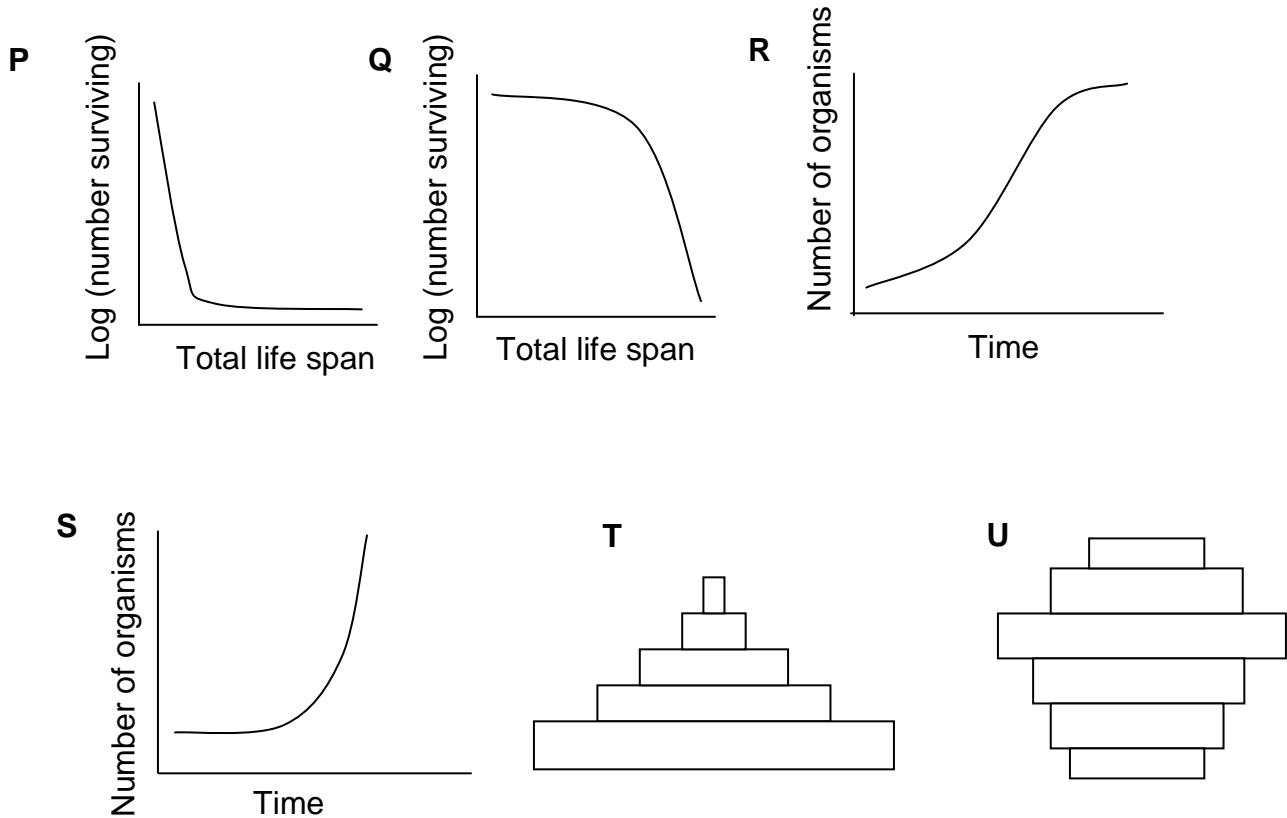 P
Log (number surviving)
Total life span
Q
Log (number surviving)
Total life span
R
Number of organisms
Time
S
Number of organisms
Time
T
U